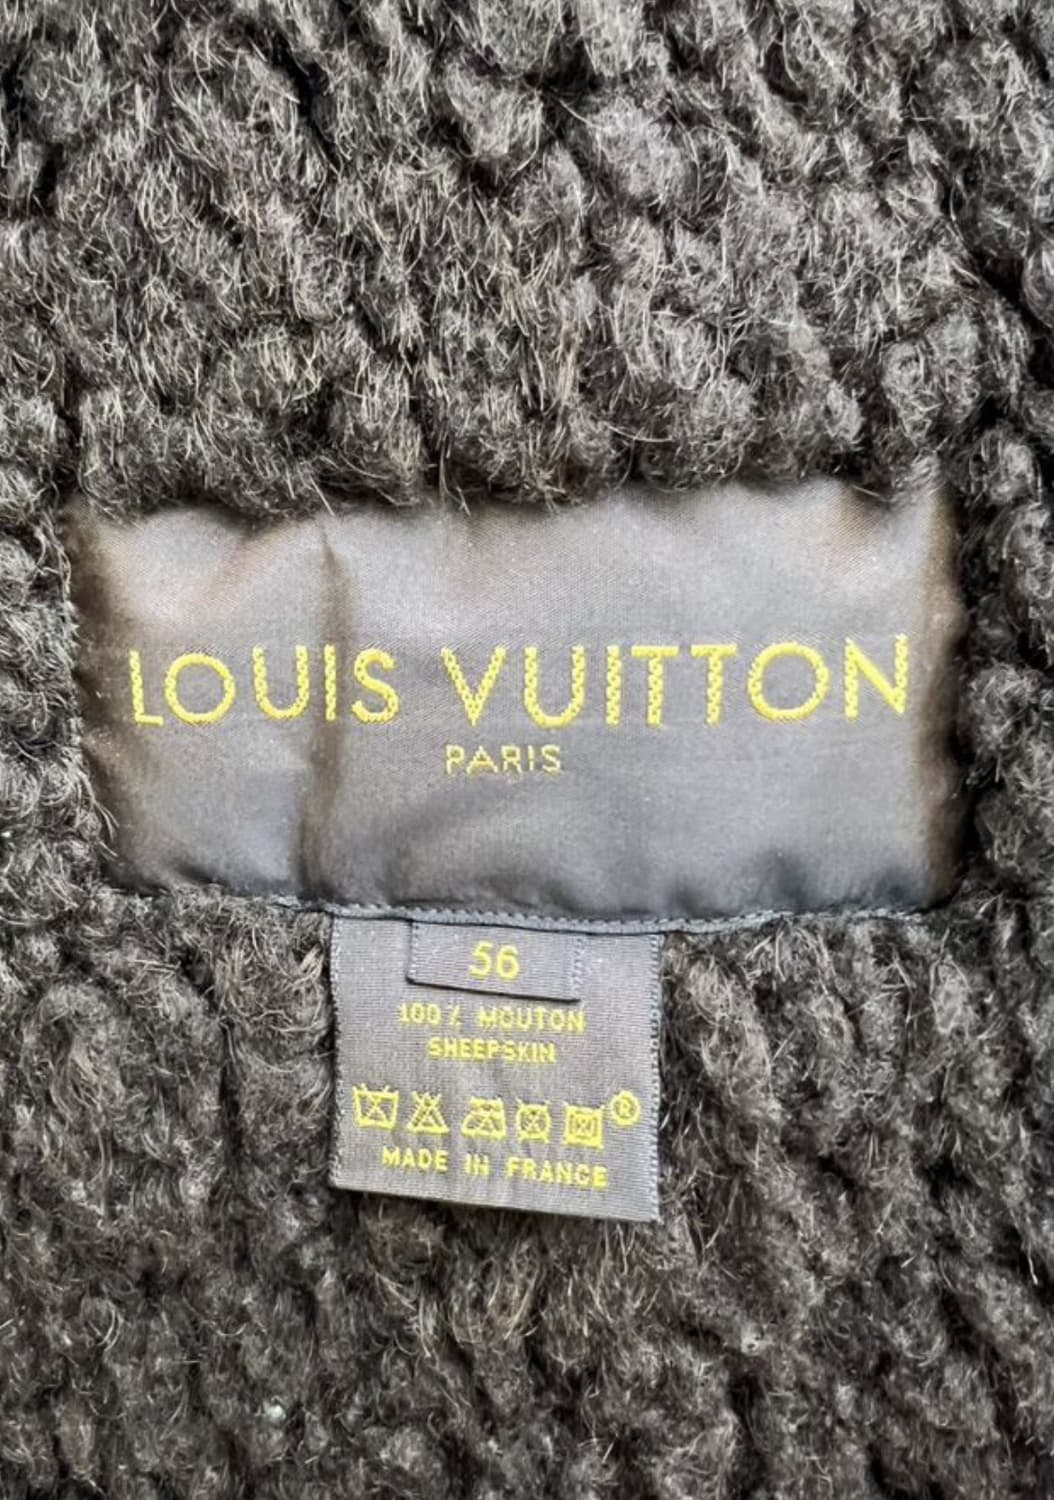 LOUIS VUITTON
PARIS
56
100% MOUTON
SHEEPSKIN
®
MADE IN FRANCE